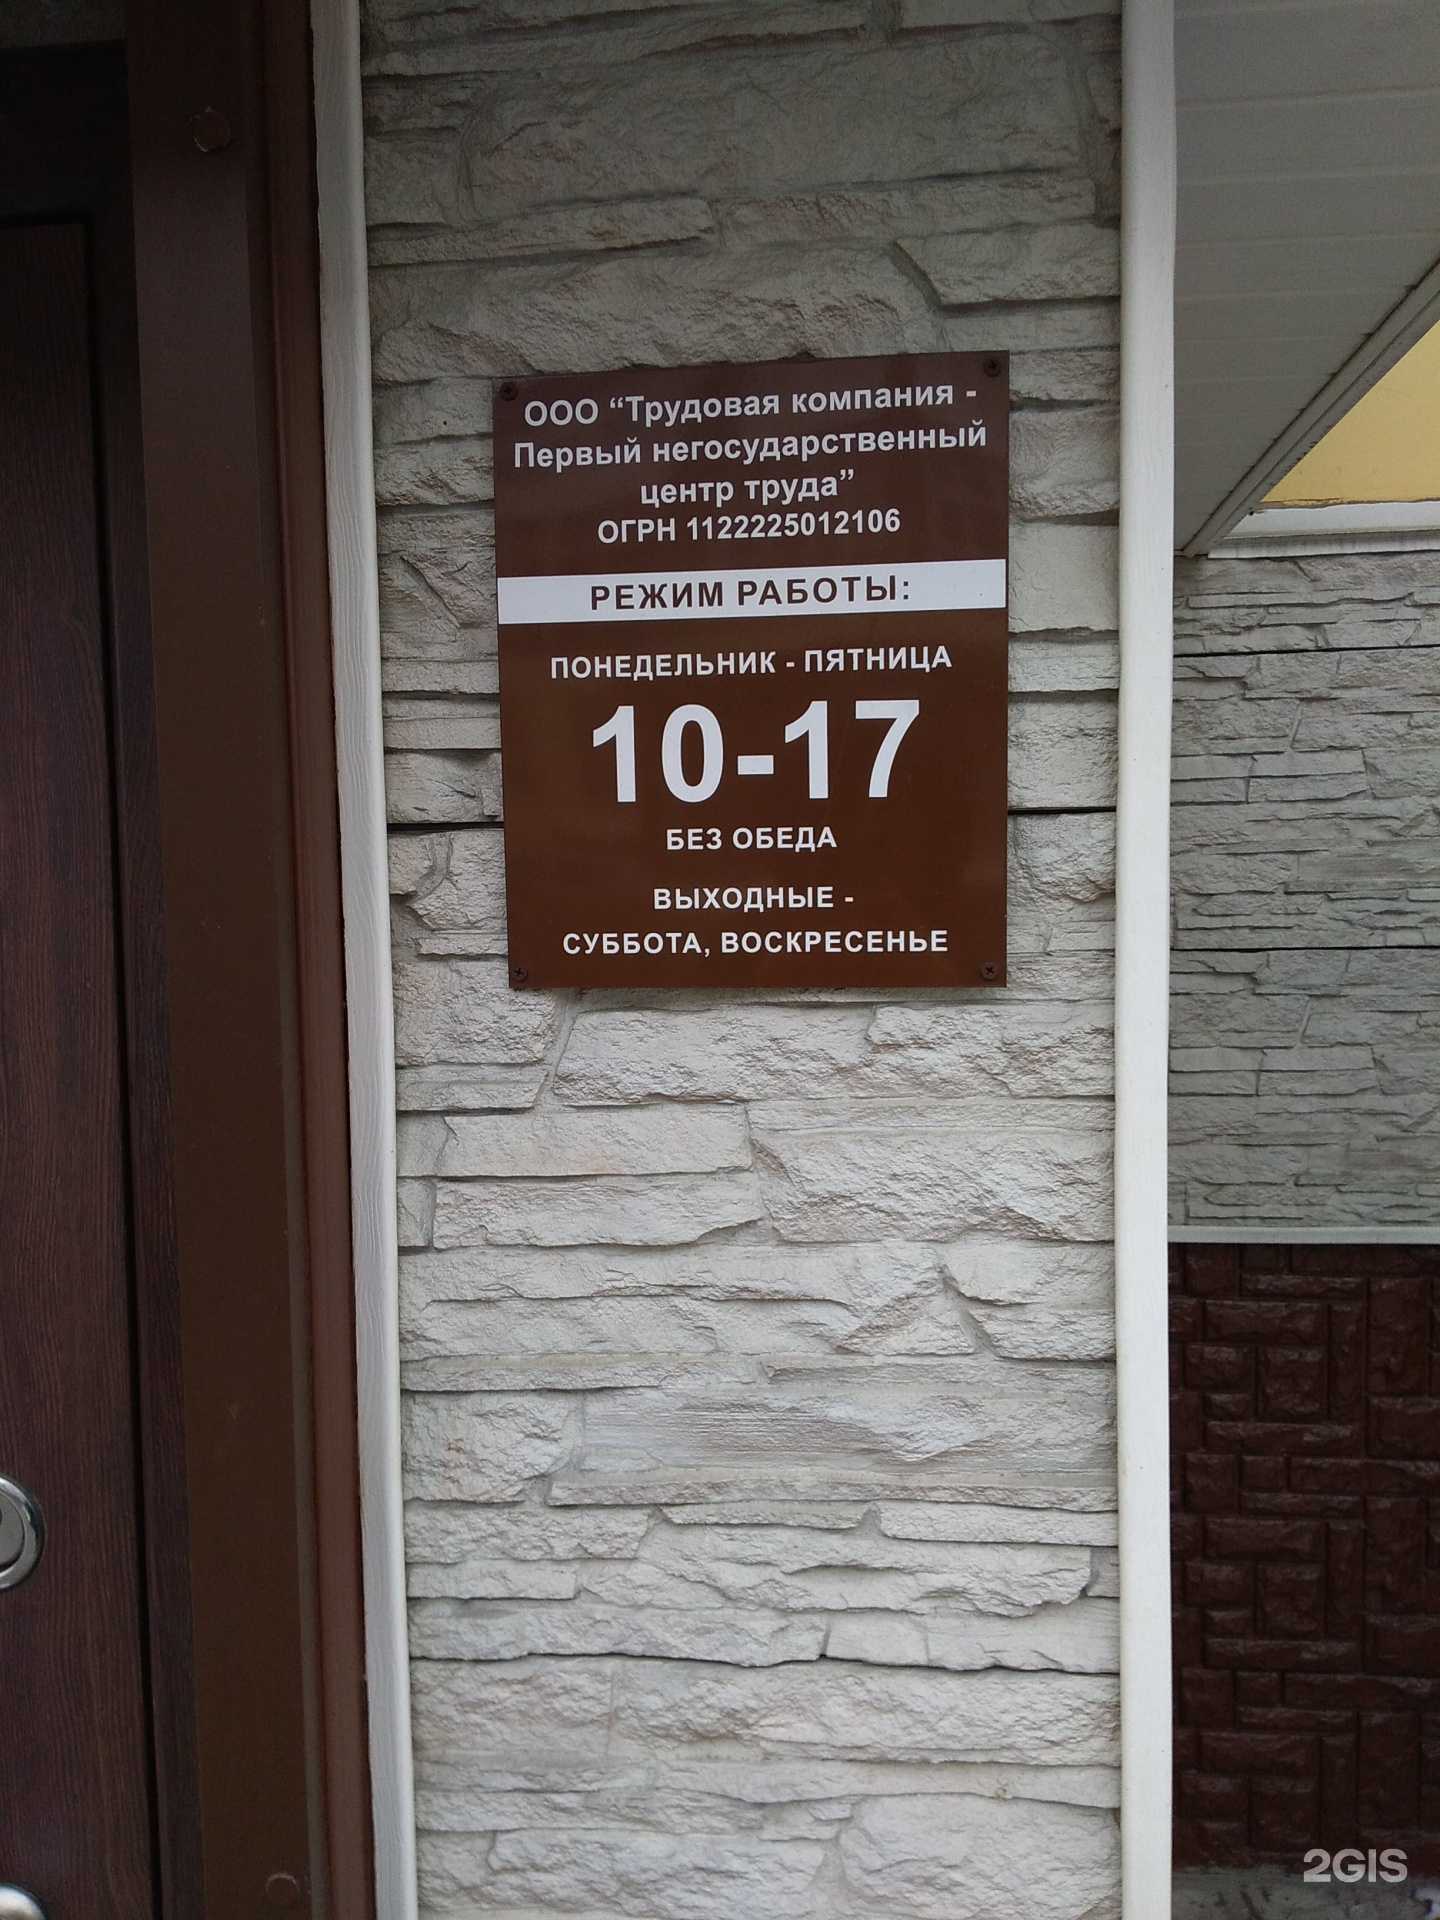 ООО “Трудовая компания -
Первый негосударственный
центр труда”
ОГРН 1122225012106
РЕЖИМ РАБОТЫ:
ПОНЕДЕЛЬНИК - ПЯТНИЦА
10-17
БЕЗ ОБЕДА
ВЫХОДНЫЕ -
СУББОТА, ВОСКРЕСЕНЬЕ
2GIS